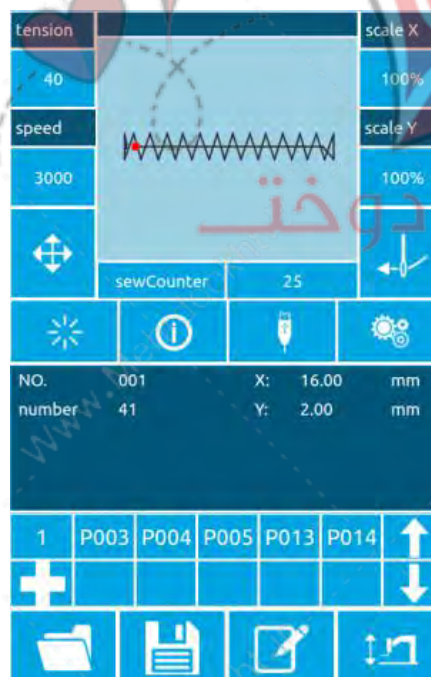 tension
scale X
40
100%
speed
scale Y
3000
100%
دوخت
sewCounter 25
NO. 001 X: 16.00 mm
number 41 Y: 2.00 mm
1 P003 P004 P005 P013 P014